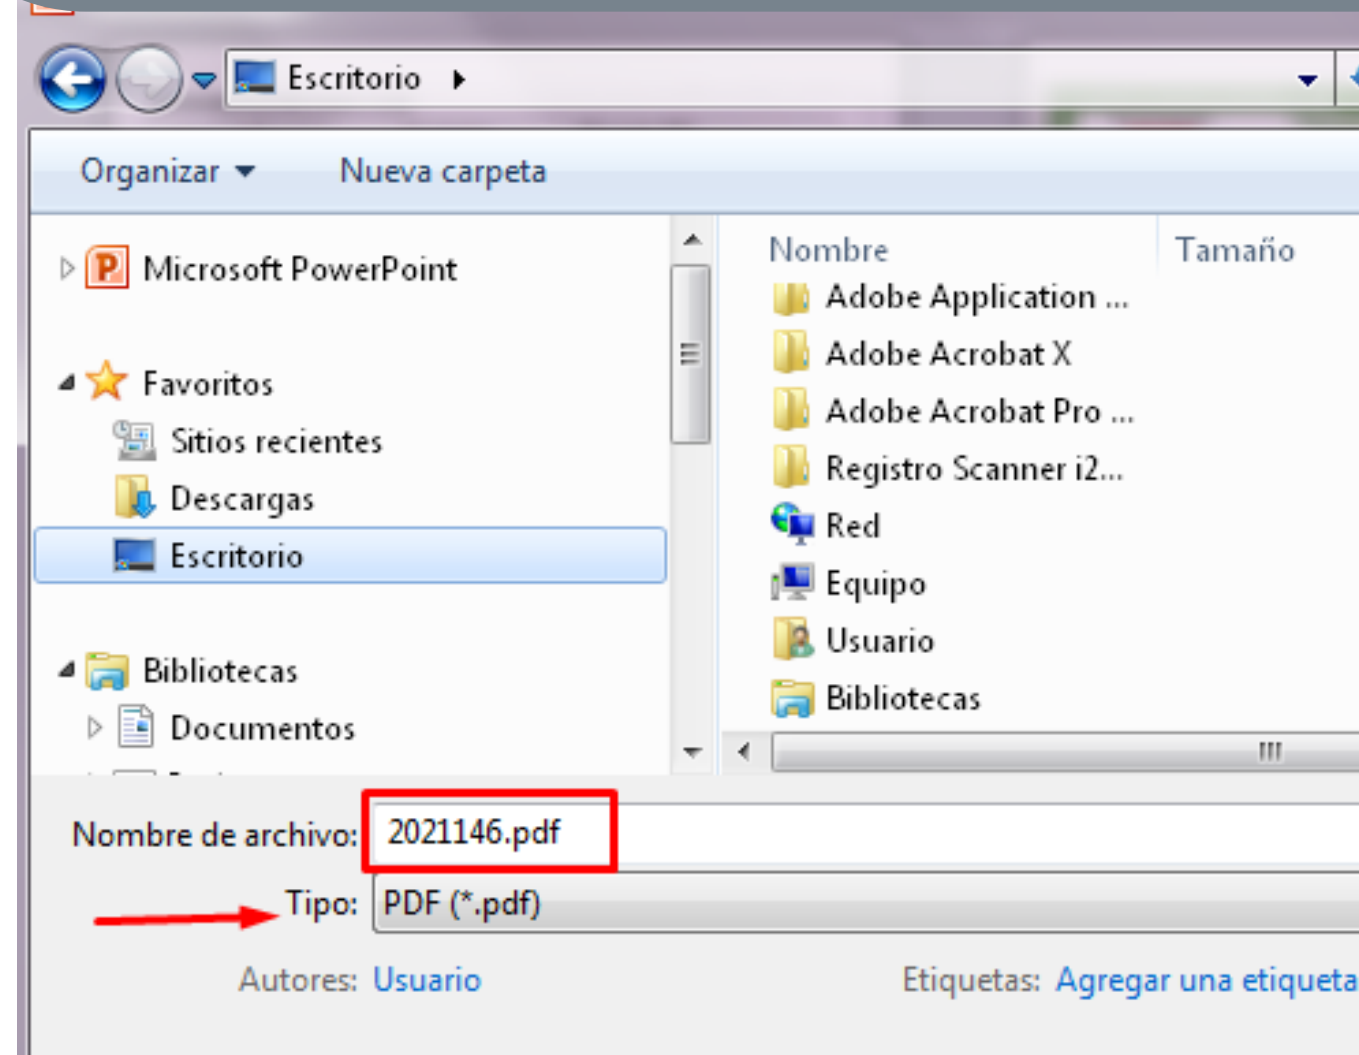 Escritorio
Organizar
Nueva carpeta
Microsoft PowerPoint
Favoritos
Sitios recientes
Descargas
Escritorio
Bibliotecas
Documentos
Nombre
Tamaño
Adobe Application ...
Adobe Acrobat X
Adobe Acrobat Pro ...
Registro Scanner i2...
Red
Equipo
Usuario
Bibliotecas
Nombre de archivo: 2021146.pdf
Tipo: PDF (*.pdf)
Autores: Usuario
Etiquetas: Agregar una etiqueta